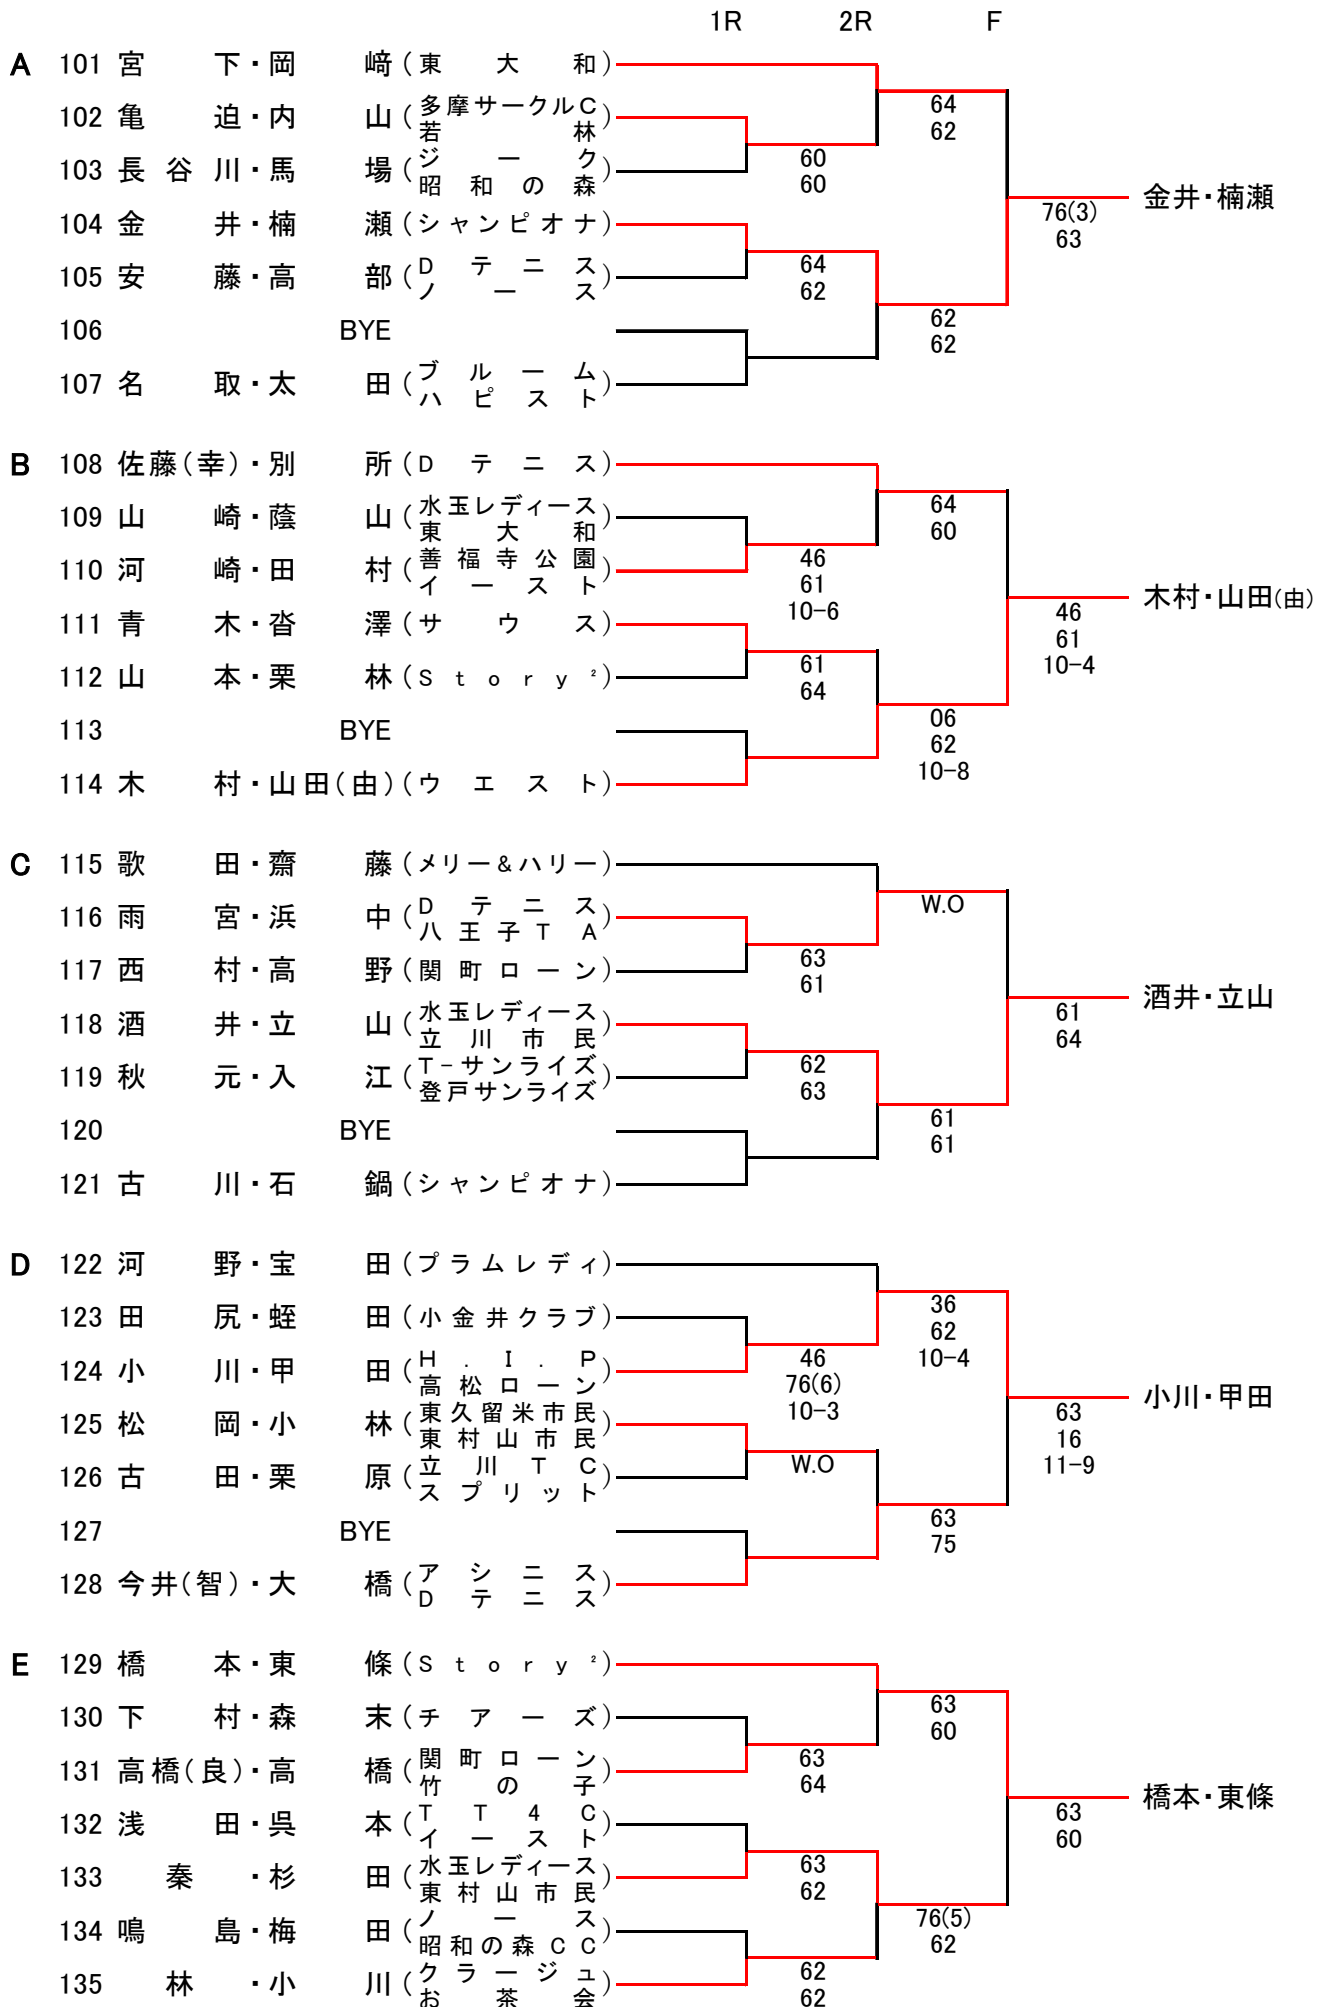 1R 2R F
A 101 宮下・岡﨑(東大和)
64
102 亀迫・内山(多摩サークルC
若林)
62
60
103 長谷川・馬場(ジーク
昭和の森)
60
金井・楠瀬
76(3)
104 金井・楠瀬(シャンピオナ)
63
64
105 安藤・高部(Dテニス
ノース)
62
62
106 BYE
62
107 名取・太田(ブルーム
ハピスト)
B 108 佐藤(幸)・別所(Dテニス)
64
109 山崎・蔭山(水玉レディース
東大和)
60
46
110 河崎・田村(善福寺公園
イースト)
61
木村・山田(由)
10-6
46
111 青木・沓澤(サウス)
61
61
10-4
112 山本・栗林(Story²)
64
06
113 BYE
62
10-8
114 木村・山田(由)(ウエスト)
C 115 歌田・齋藤(メリー&ハリー)
W.O
116 雨宮・浜中(Dテニス
八王子TA)
63
117 西村・高野(関町ローン)
61
酒井・立山
61
118 酒井・立山(水玉レディース
立川市民)
64
62
119 秋元・入江(T-サンライズ
登戸サンライズ)
63
61
120 BYE
61
121 古川・石鍋(シャンピオナ)
D 122 河野・宝田(プラムレディ)
36
123 田尻・蛭田(小金井クラブ)
62
10-4
46
124 小川・甲田(H.I.P
高松ローン)
76(6)
小川・甲田
10-3
63
125 松岡・小林(東久留米市民
東村山市民)
16
11-9
W.O
126 古田・栗原(立川TC
スプリット)
63
127 BYE
75
128 今井(智)・大橋(アシニス
Dテニス)
E 129 橋本・東條(Story²)
63
130 下村・森末(チアーズ)
60
63
131 高橋(良)・高橋(関町ローン
竹の子)
64
橋本・東條
63
132 浅田・呉本(TT4C
イースト)
60
63
133 秦・杉田(水玉レディース
東村山市民)
62
76(5)
134 鳴島・梅田(ノース
昭和の森CC)
62
62
135 林・小川(クラージュ
お茶会)
62